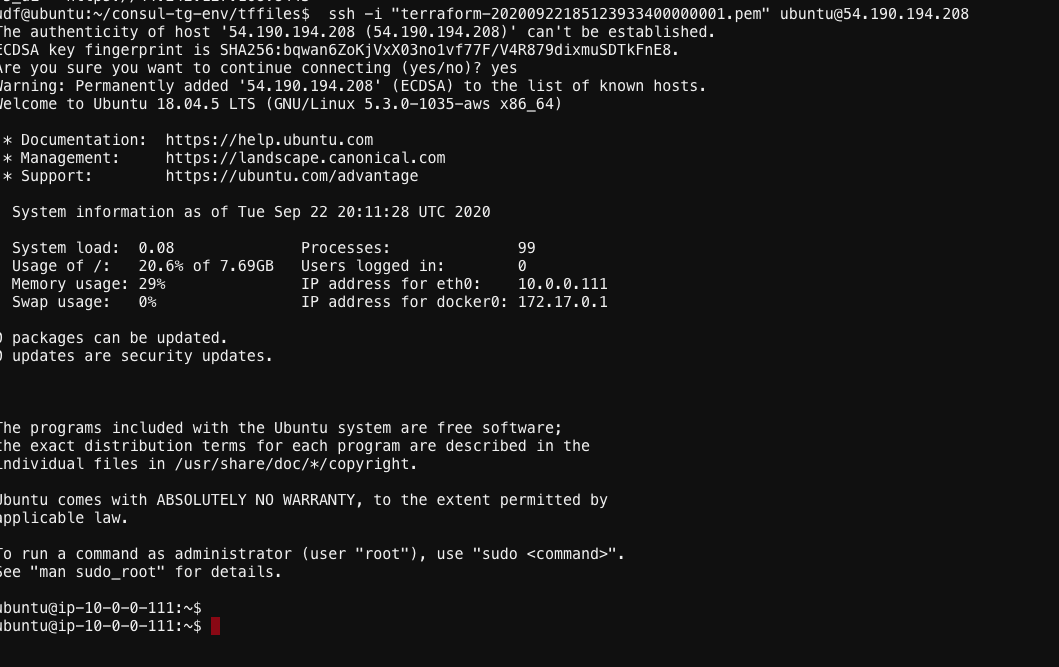 udf@ubuntu:~/consul-tg-env/tffiles$  ssh -i "terraform-20200922185123933400000001.pem" ubuntu@54.190.194.208
The authenticity of host '54.190.194.208 (54.190.194.208)' can't be established.
ECDSA key fingerprint is SHA256:bqwan6ZoKjVxX03no1vf77F/V4R879dixmuSDTkFnE8.
Are you sure you want to continue connecting (yes/no)? yes
Warning: Permanently added '54.190.194.208' (ECDSA) to the list of known hosts.
Welcome to Ubuntu 18.04.5 LTS (GNU/Linux 5.3.0-1035-aws x86_64)
* Documentation:  https://help.ubuntu.com
* Management:     https://landscape.canonical.com
* Support:        https://ubuntu.com/advantage
System information as of Tue Sep 22 20:11:28 UTC 2020
System load:  0.08              Processes:              99
Usage of /:   20.6% of 7.69GB   Users logged in:        0
Memory usage: 29%               IP address for eth0:    10.0.0.111
Swap usage:   0%                IP address for docker0: 172.17.0.1
0 packages can be updated.
0 updates are security updates.
The programs included with the Ubuntu system are free software;
the exact distribution terms for each program are described in the
individual files in /usr/share/doc/*/copyright.
Ubuntu comes with ABSOLUTELY NO WARRANTY, to the extent permitted by
applicable law.
To run a command as administrator (user "root"), use "sudo <command>".
See "man sudo_root" for details.
ubuntu@ip-10-0-0-111:~$
ubuntu@ip-10-0-0-111:~$